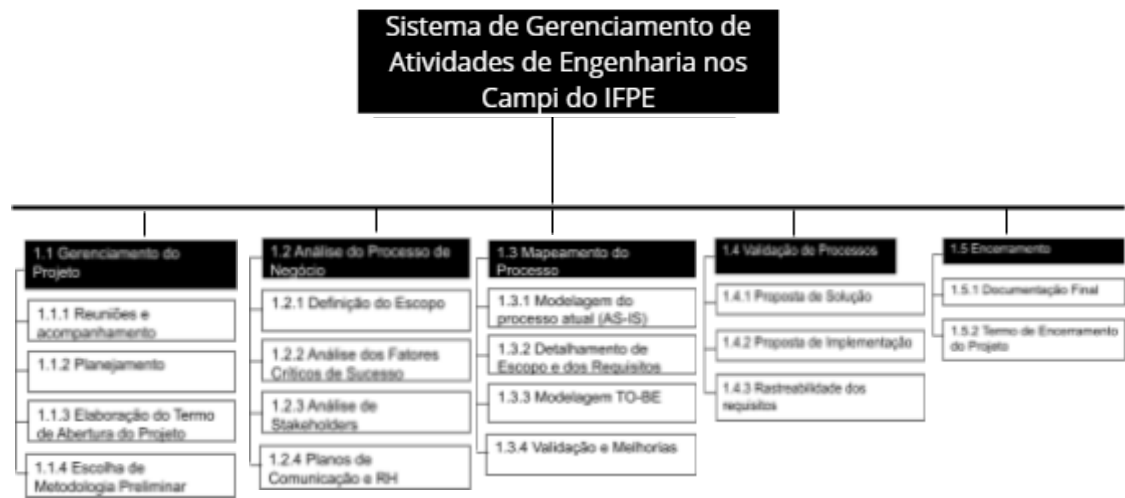 Sistema de Gerenciamento de
Atividades de Engenharia nos
Campi do IFPE
1.1 Gerenciamento do
Projeto
1.1.1 Reuniões e
acompanhamento
1.1.2 Planejamento
1.1.3 Elaboração do Termo
de Abertura do Projeto
1.1.4 Escolha de
Metodologia Preliminar
1.2 Análise do Processo de
Negócio
1.2.1 Definição do Escopo
1.2.2 Análise dos Fatores
Críticos de Sucesso
1.2.3 Análise de
Stakeholders
1.2.4 Planos de
Comunicação e RH
1.3 Mapeamento do
Processo
1.3.1 Modelagem do
processo atual (AS-IS)
1.3.2 Detalhamento de
Escopo e dos Requisitos
1.3.3 Modelagem TO-BE
1.3.4 Validação e Melhorias
1.4 Validação de Processos
1.4.1 Proposta de Solução
1.4.2 Proposta de Implementação
1.4.3 Rastreabilidade dos
requisitos
1.5 Encerramento
1.5.1 Documentação Final
1.5.2 Termo de Encerramento
do Projeto